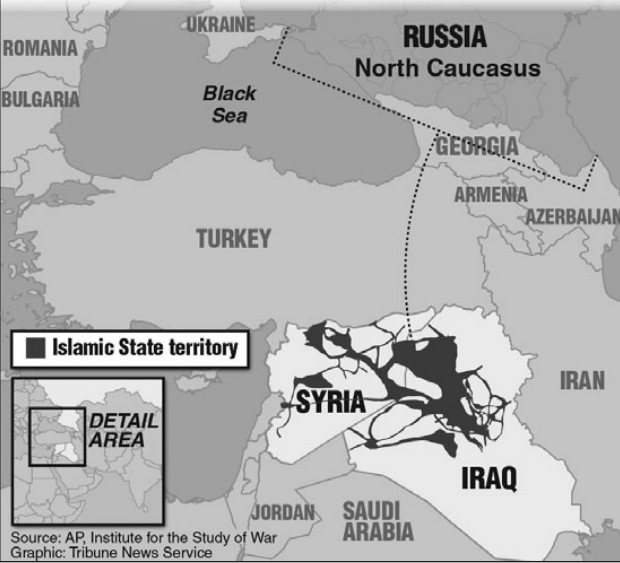 UKRAINE
RUSSIA
North Caucasus
ROMANIA
BULGARIA
Black
Sea
GEORGIA
ARMENIA
AZERBAIJAN
TURKEY
Islamic State territory
SYRIA
IRAN
DETAIL
AREA
IRAQ
JORDAN
SAUDI
ARABIA
Source: AP, Institute for the Study of War
Graphic: Tribune News Service